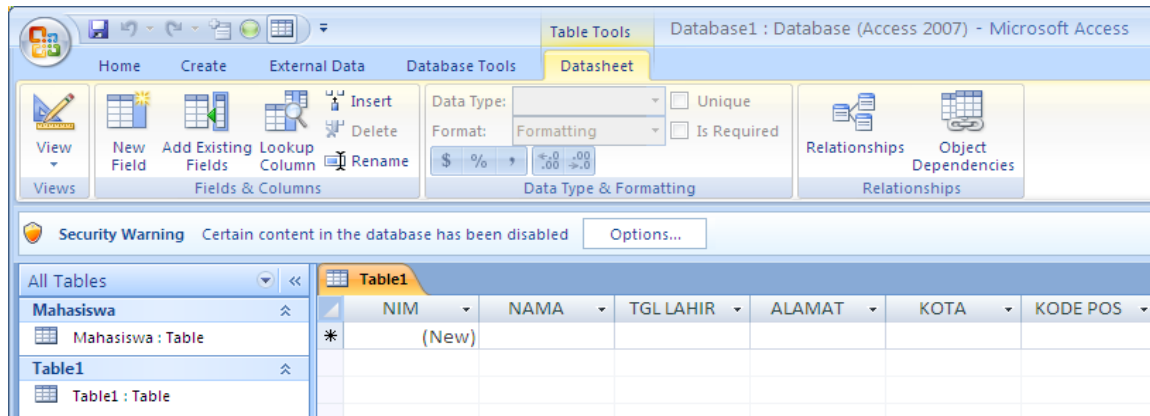 Table Tools Database1 : Database (Access 2007) - Microsoft Access
Home Create External Data Database Tools Datasheet
View
Views
New Field
Add Existing Fields
Lookup Column
Insert
Delete
Rename
Fields & Columns
Data Type:
Format: Formatting
$ % , .00 .0 .00
Unique
Is Required
Data Type & Formatting
Relationships
Object Dependencies
Relationships
Security Warning Certain content in the database has been disabled Options...
All Tables
Mahasiswa
Mahasiswa : Table
Table1
Table1 : Table
Table1
NIM NAMA TGL LAHIR ALAMAT KOTA KODE POS
(New)